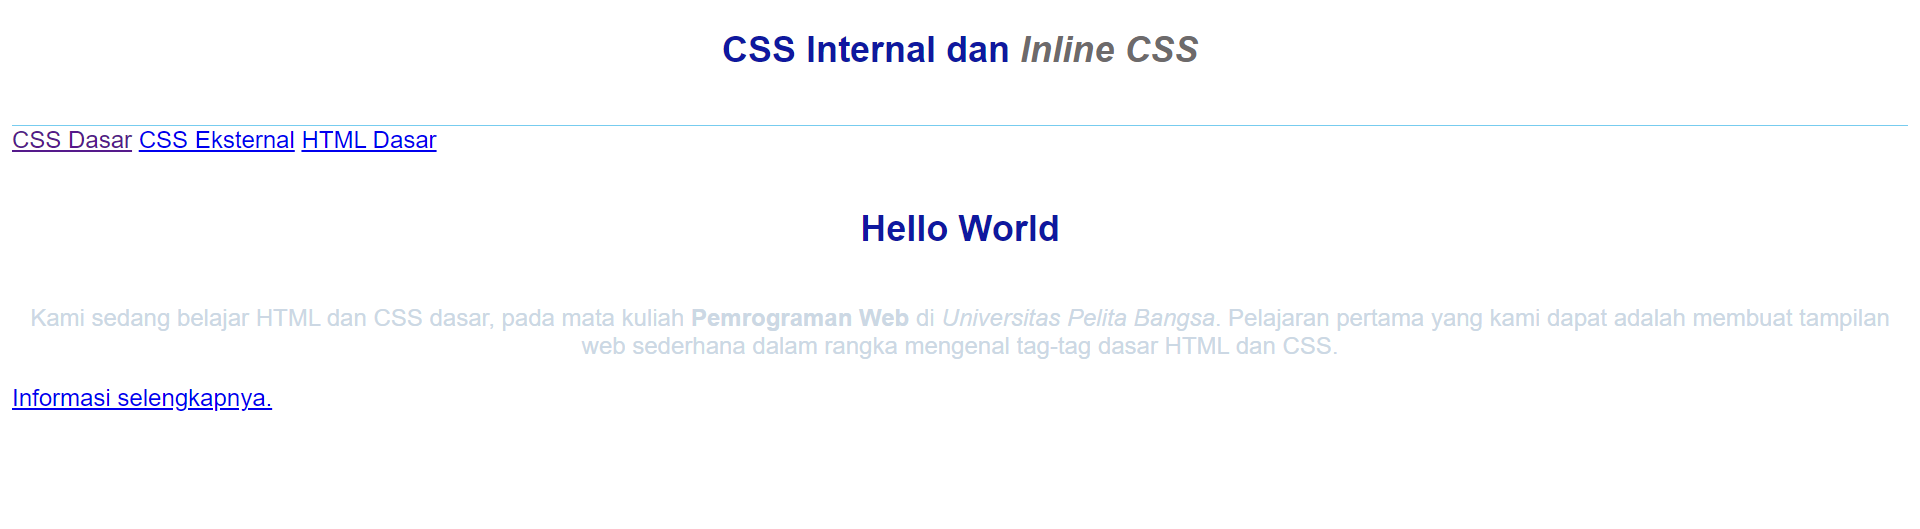 CSS Internal dan Inline CSS
CSS Dasar CSS Eksternal HTML Dasar
Hello World
Kami sedang belajar HTML dan CSS dasar, pada mata kuliah Pemrograman Web di Universitas Pelita Bangsa. Pelajaran pertama yang kami dapat adalah membuat tampilan
web sederhana dalam rangka mengenal tag-tag dasar HTML dan CSS.
Informasi selengkapnya.